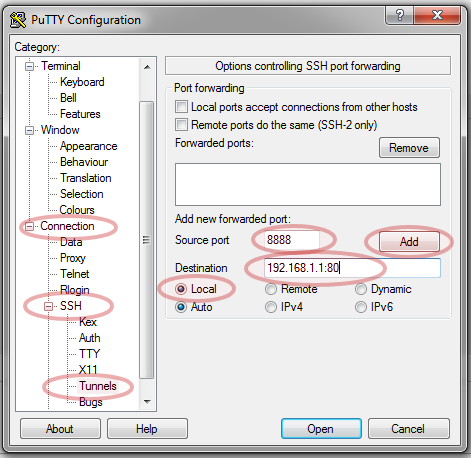 PuTTY Configuration
Category:
Terminal
Keyboard
Bell
Features
Window
Appearance
Behaviour
Translation
Selection
Colours
Connection
Data
Proxy
Telnet
Rlogin
SSH
Kex
Auth
TTY
X11
Tunnels
Bugs
Options controlling SSH port forwarding
Port forwarding
Local ports accept connections from other hosts
Remote ports do the same (SSH-2 only)
Forwarded ports:
Remove
Add new forwarded port:
Source port 8888 Add
Destination 192.168.1.1:80
Local Remote Dynamic
Auto IPv4 IPv6
About Help Open Cancel